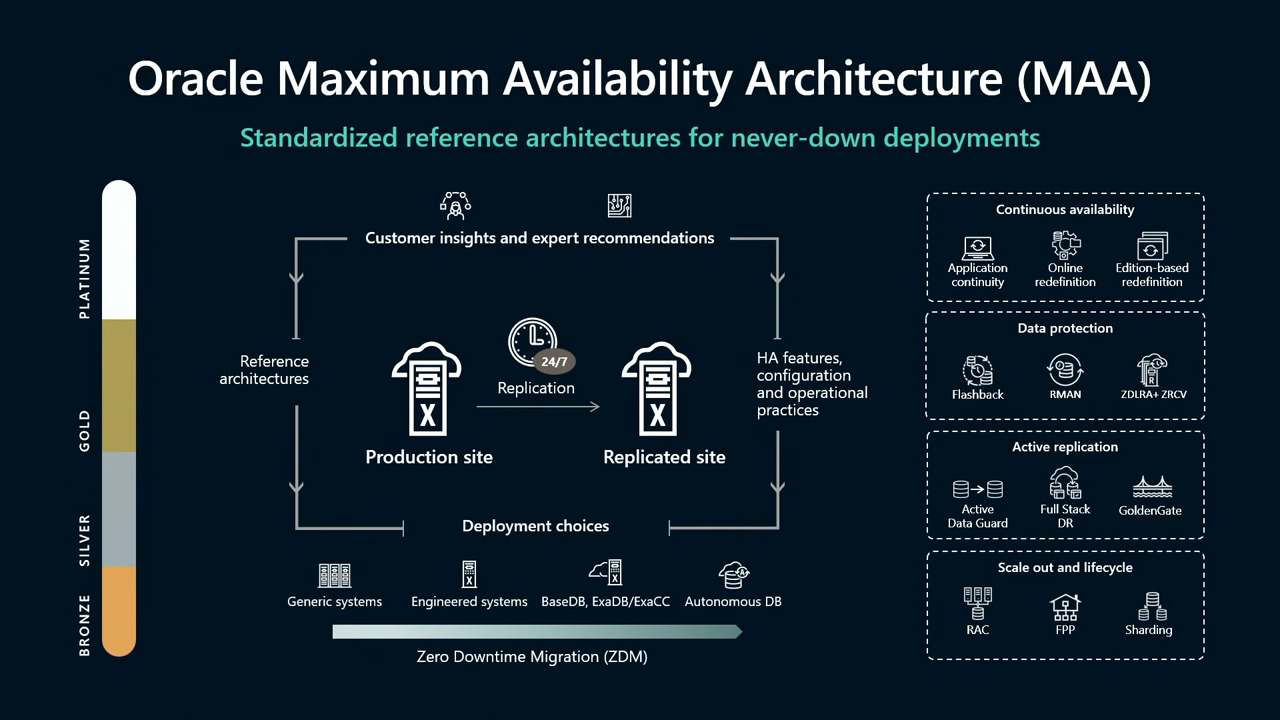 Oracle Maximum Availability Architecture (MAA)
Standardized reference architectures for never-down deployments
PLATINUM
GOLD
SILVER
BRONZE
Customer insights and expert recommendations
Reference
architectures
24/7
Replication
X
X
Production site
Replicated site
HA features,
configuration
and operational
practices
Deployment choices
X
X
A
Generic systems
Engineered systems
BaseDB, ExaDB/ExaCC
Autonomous DB
Zero Downtime Migration (ZDM)
Continuous availability
Application
continuity
Online
redefinition
Edition-based
redefinition
Data protection
R
Flashback
RMAN
ZDLRA+ ZRCV
Active replication
Active
Data Guard
Full Stack
DR
GoldenGate
Scale out and lifecycle
RAC
FPP
Sharding